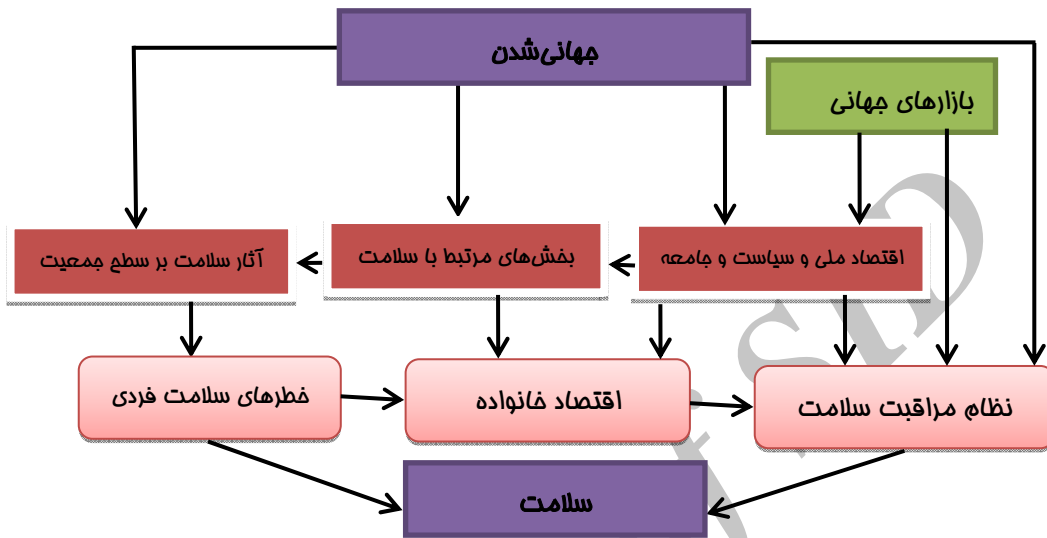 جهانی‌شدن
بازارهای جهانی
اقتصاد ملی و سیاست و جامعه
بخش‌های مرتبط با سلامت
آثار سلامت بر سطح جمعیت
نظام مراقبت سلامت
اقتصاد خانواده
خطرهای سلامت فردی
سلامت